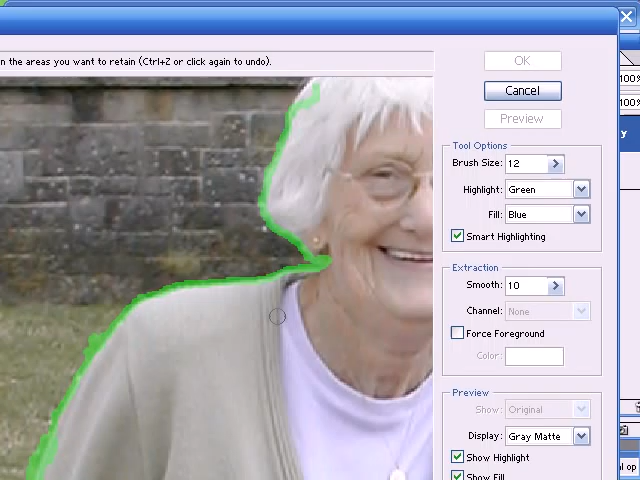 n the areas you want to retain (Ctrl+Z or click again to undo).
OK
Cancel
Preview
Tool Options
Brush Size: 12
Highlight: Green
Fill: Blue
Smart Highlighting
Extraction
Smooth: 10
Channel: None
Force Foreground
Color:
Preview
Show: Original
Display: Gray Matte
Show Highlight
Show Fill
100%
100%
y
al op